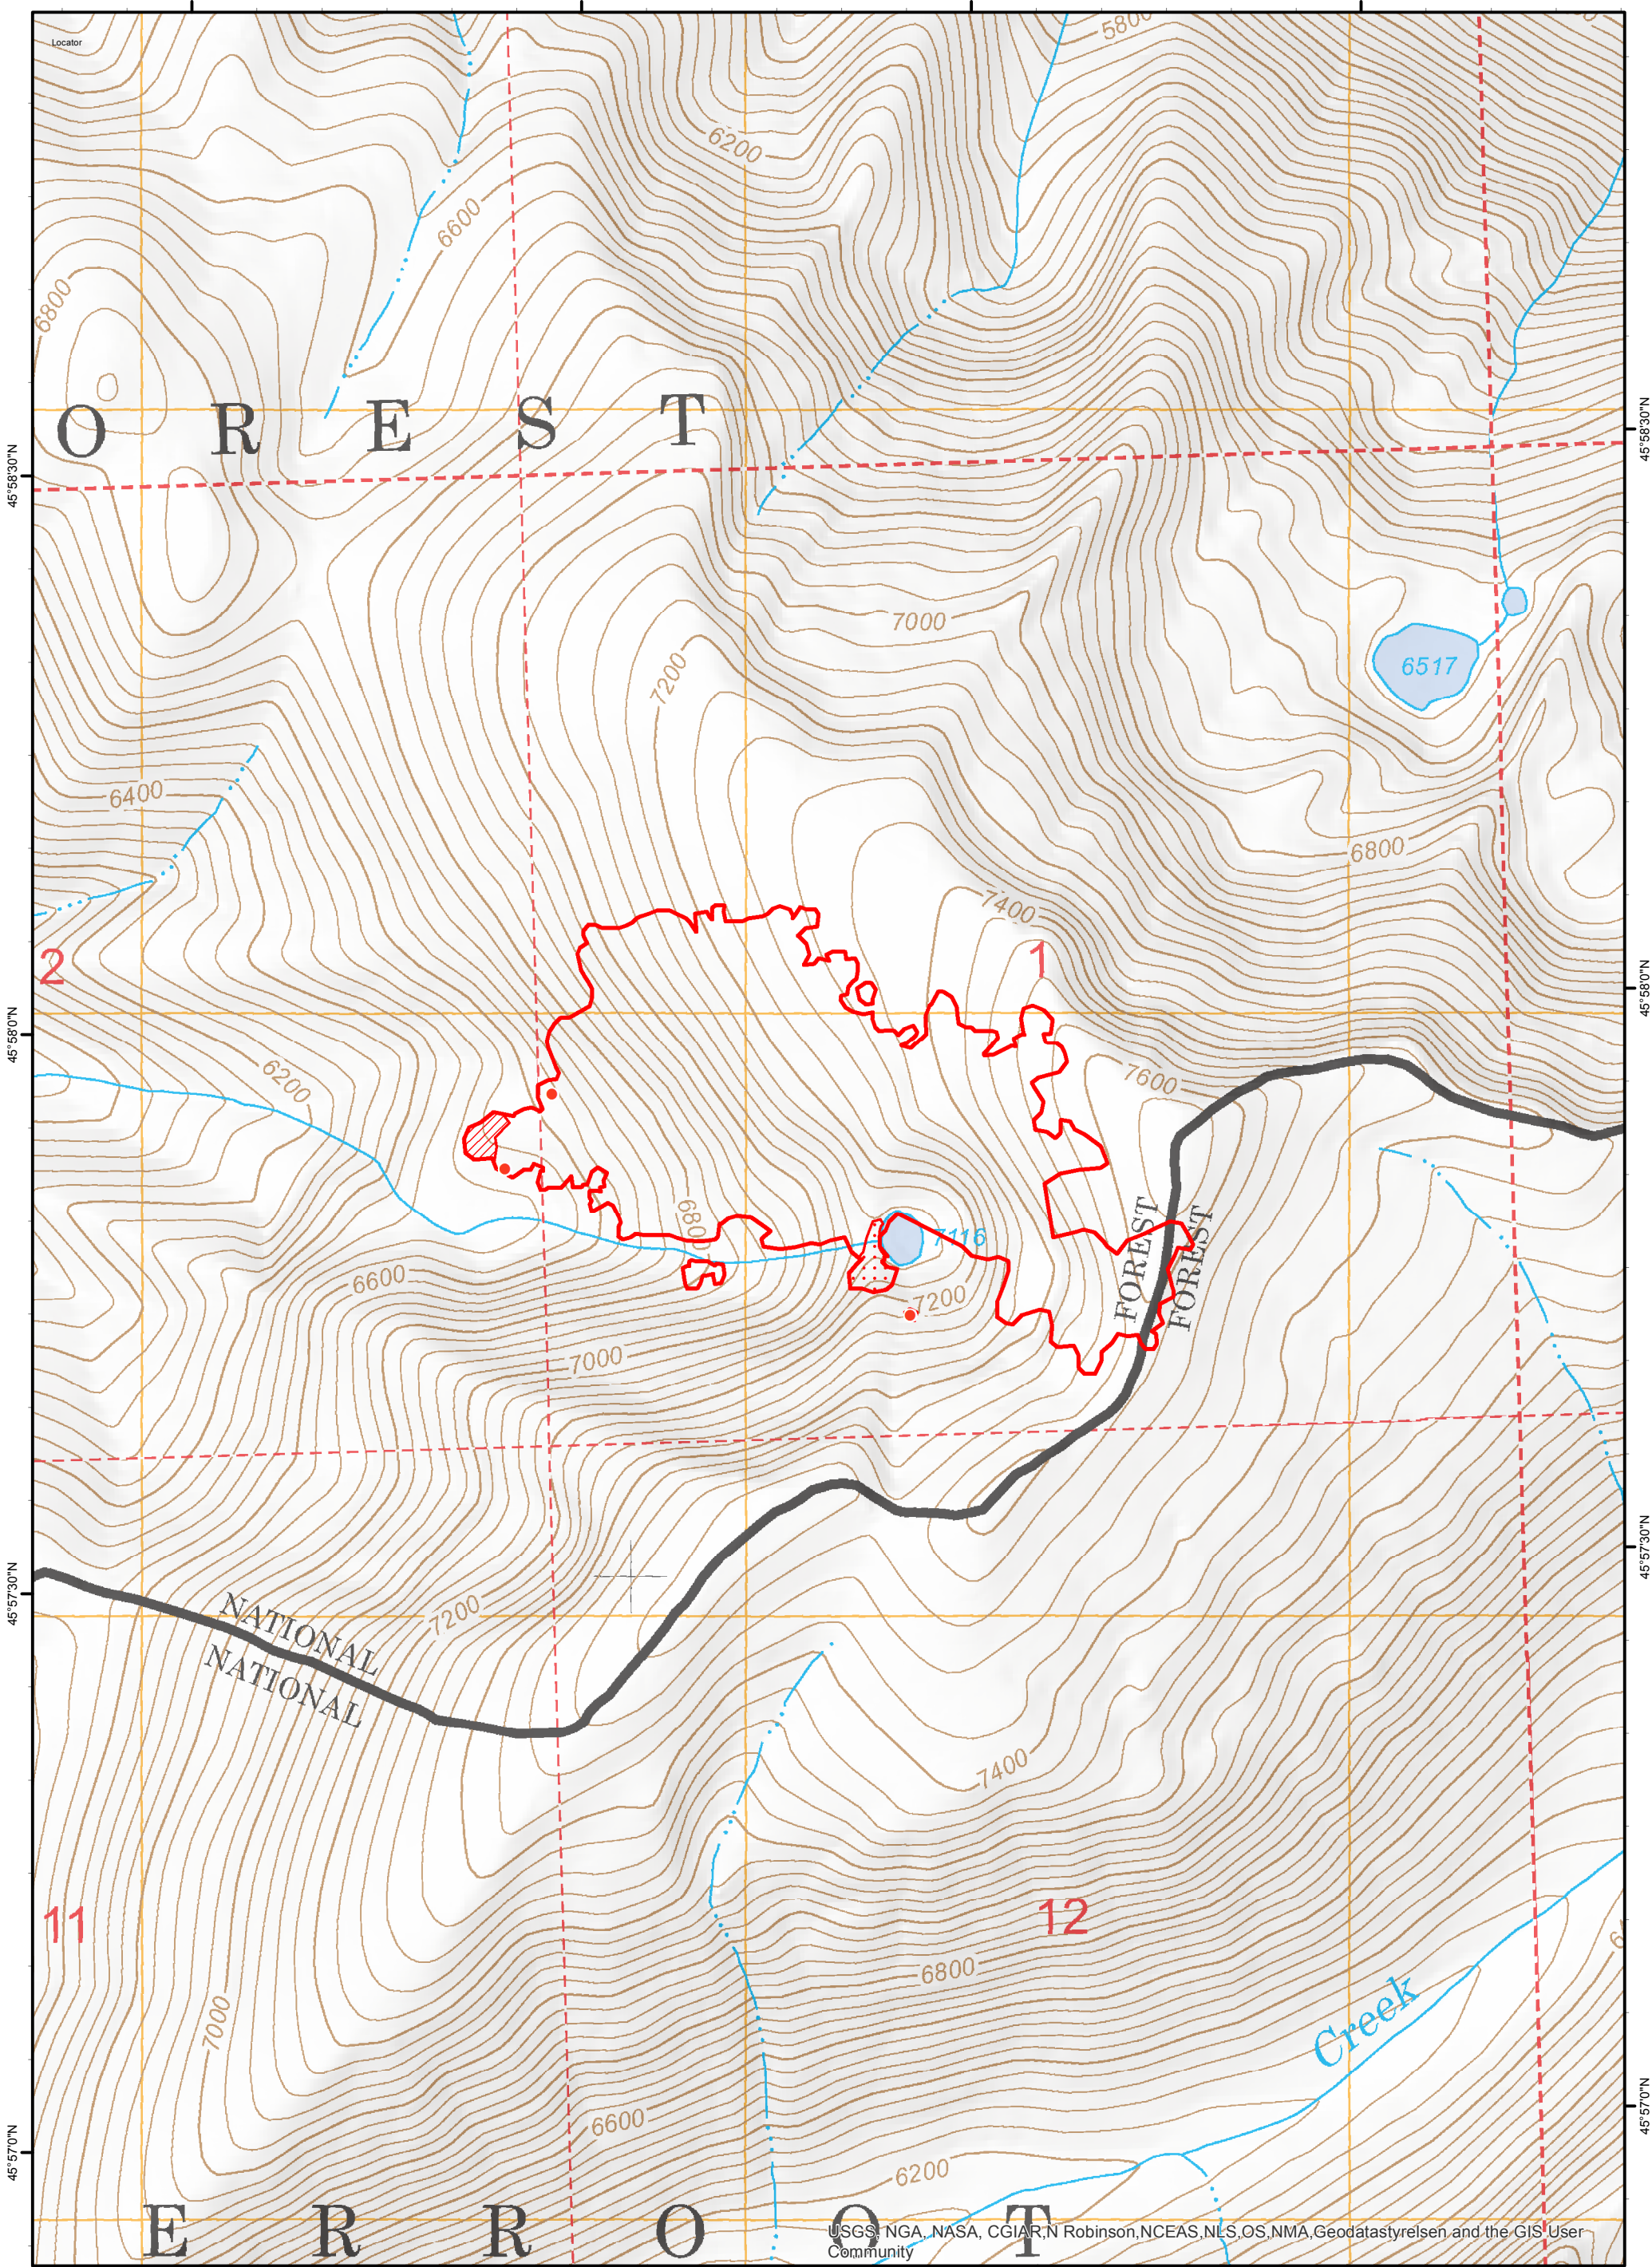 Locator
5800
6200
6600
6800
O R E S T
45°58'30"N
45°58'30"N
7000
7200
6517
6400
6800
7400
2
1
45°58'0"N
45°58'0"N
6200
7600
6800
7116
6600
7200
FOREST
FOREST
7000
45°57'30"N
45°57'30"N
NATIONAL
7200
NATIONAL
7400
11
12
6800
7000
Creek
6600
45°57'0"N
45°57'0"N
6200
E R R O O T
USGS, NGA, NASA, CGIAR,N Robinson,NCEAS,NLS,OS,NMA,Geodatastyrelsen and the GIS User
Community